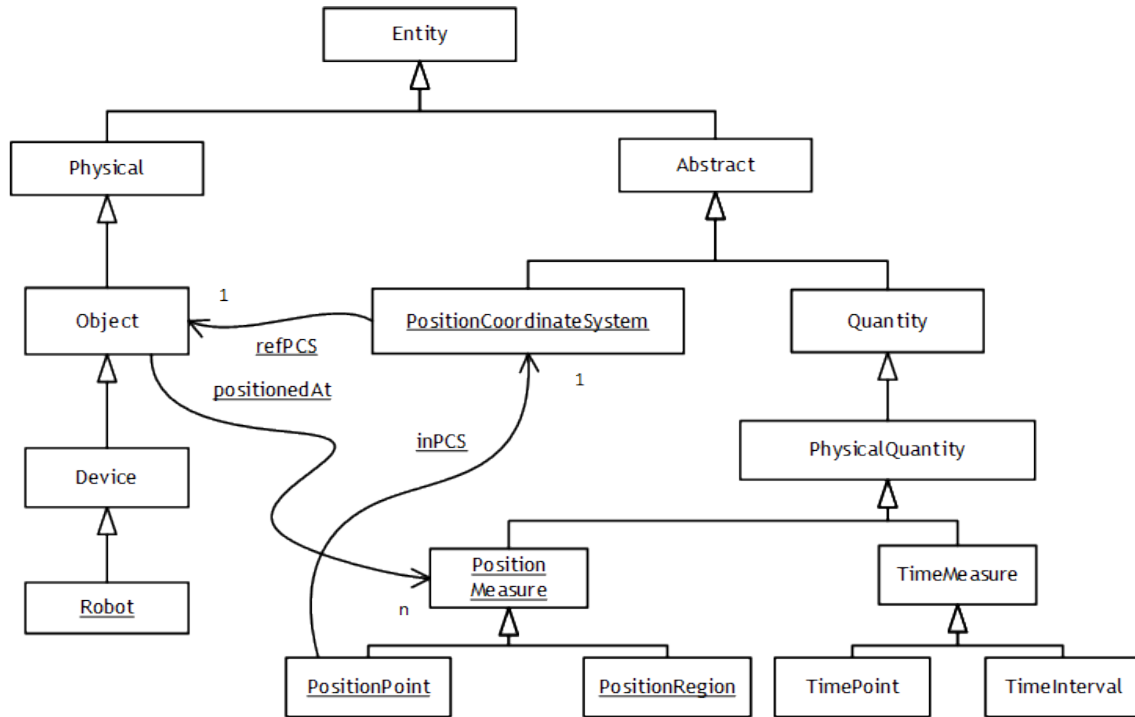 Entity
Physical
Abstract
Object
1
PositionCoordinateSystem
Quantity
refPCS
1
positionedAt
inPCS
PhysicalQuantity
Device
Position
Measure
TimeMeasure
Robot
n
PositionPoint
PositionRegion
TimePoint
TimeInterval